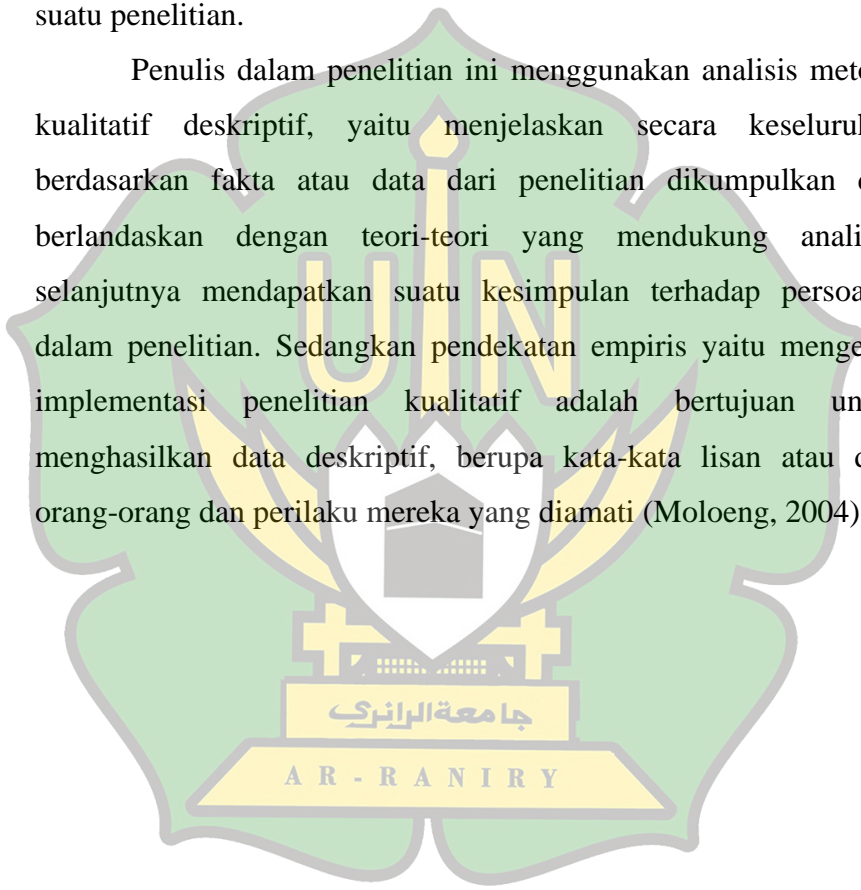 suatu penelitian.
Penulis dalam penelitian ini menggunakan analisis meto
kualitatif deskriptif, yaitu menjelaskan secara keseluruh
berdasarkan fakta atau data dari penelitian dikumpulkan d
berlandaskan dengan teori-teori yang mendukung anali
selanjutnya mendapatkan suatu kesimpulan terhadap persoa
dalam penelitian. Sedangkan pendekatan empiris yaitu menge
implementasi penelitian kualitatif adalah bertujuan un
menghasilkan data deskriptif, berupa kata-kata lisan atau d
orang-orang dan perilaku mereka yang diamati (Moloeng, 2004)
UIN
جامعة الرانري
AR-RANIRY